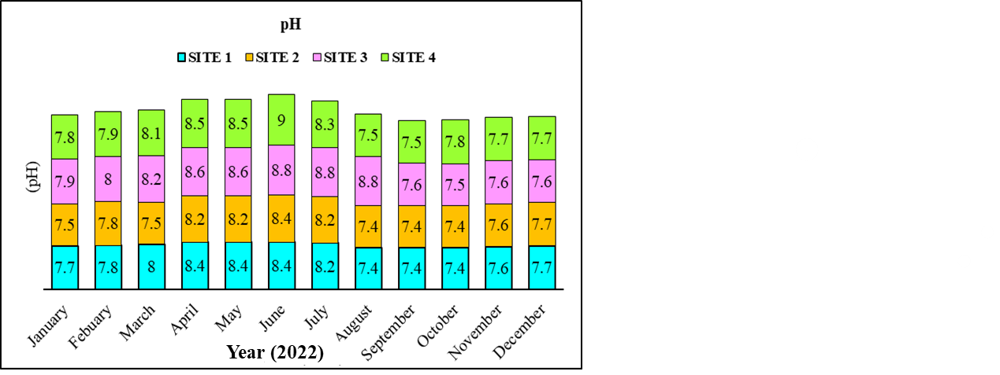 pH
SITE 1 SITE 2 SITE 3 SITE 4
7.8 7.9 8.1 8.5 8.5 9 8.3 7.5 7.5 7.8 7.7 7.7
7.9 8 8.2 8.6 8.6 8.8 8.8 8.8 7.6 7.5 7.6 7.6
7.5 7.8 7.5 8.2 8.2 8.4 8.2 7.4 7.4 7.4 7.6 7.7
7.7 7.8 8 8.4 8.4 8.4 8.2 7.4 7.4 7.4 7.6 7.7
(pH)
January Febuary March April May June July August September October November December
Year (2022)